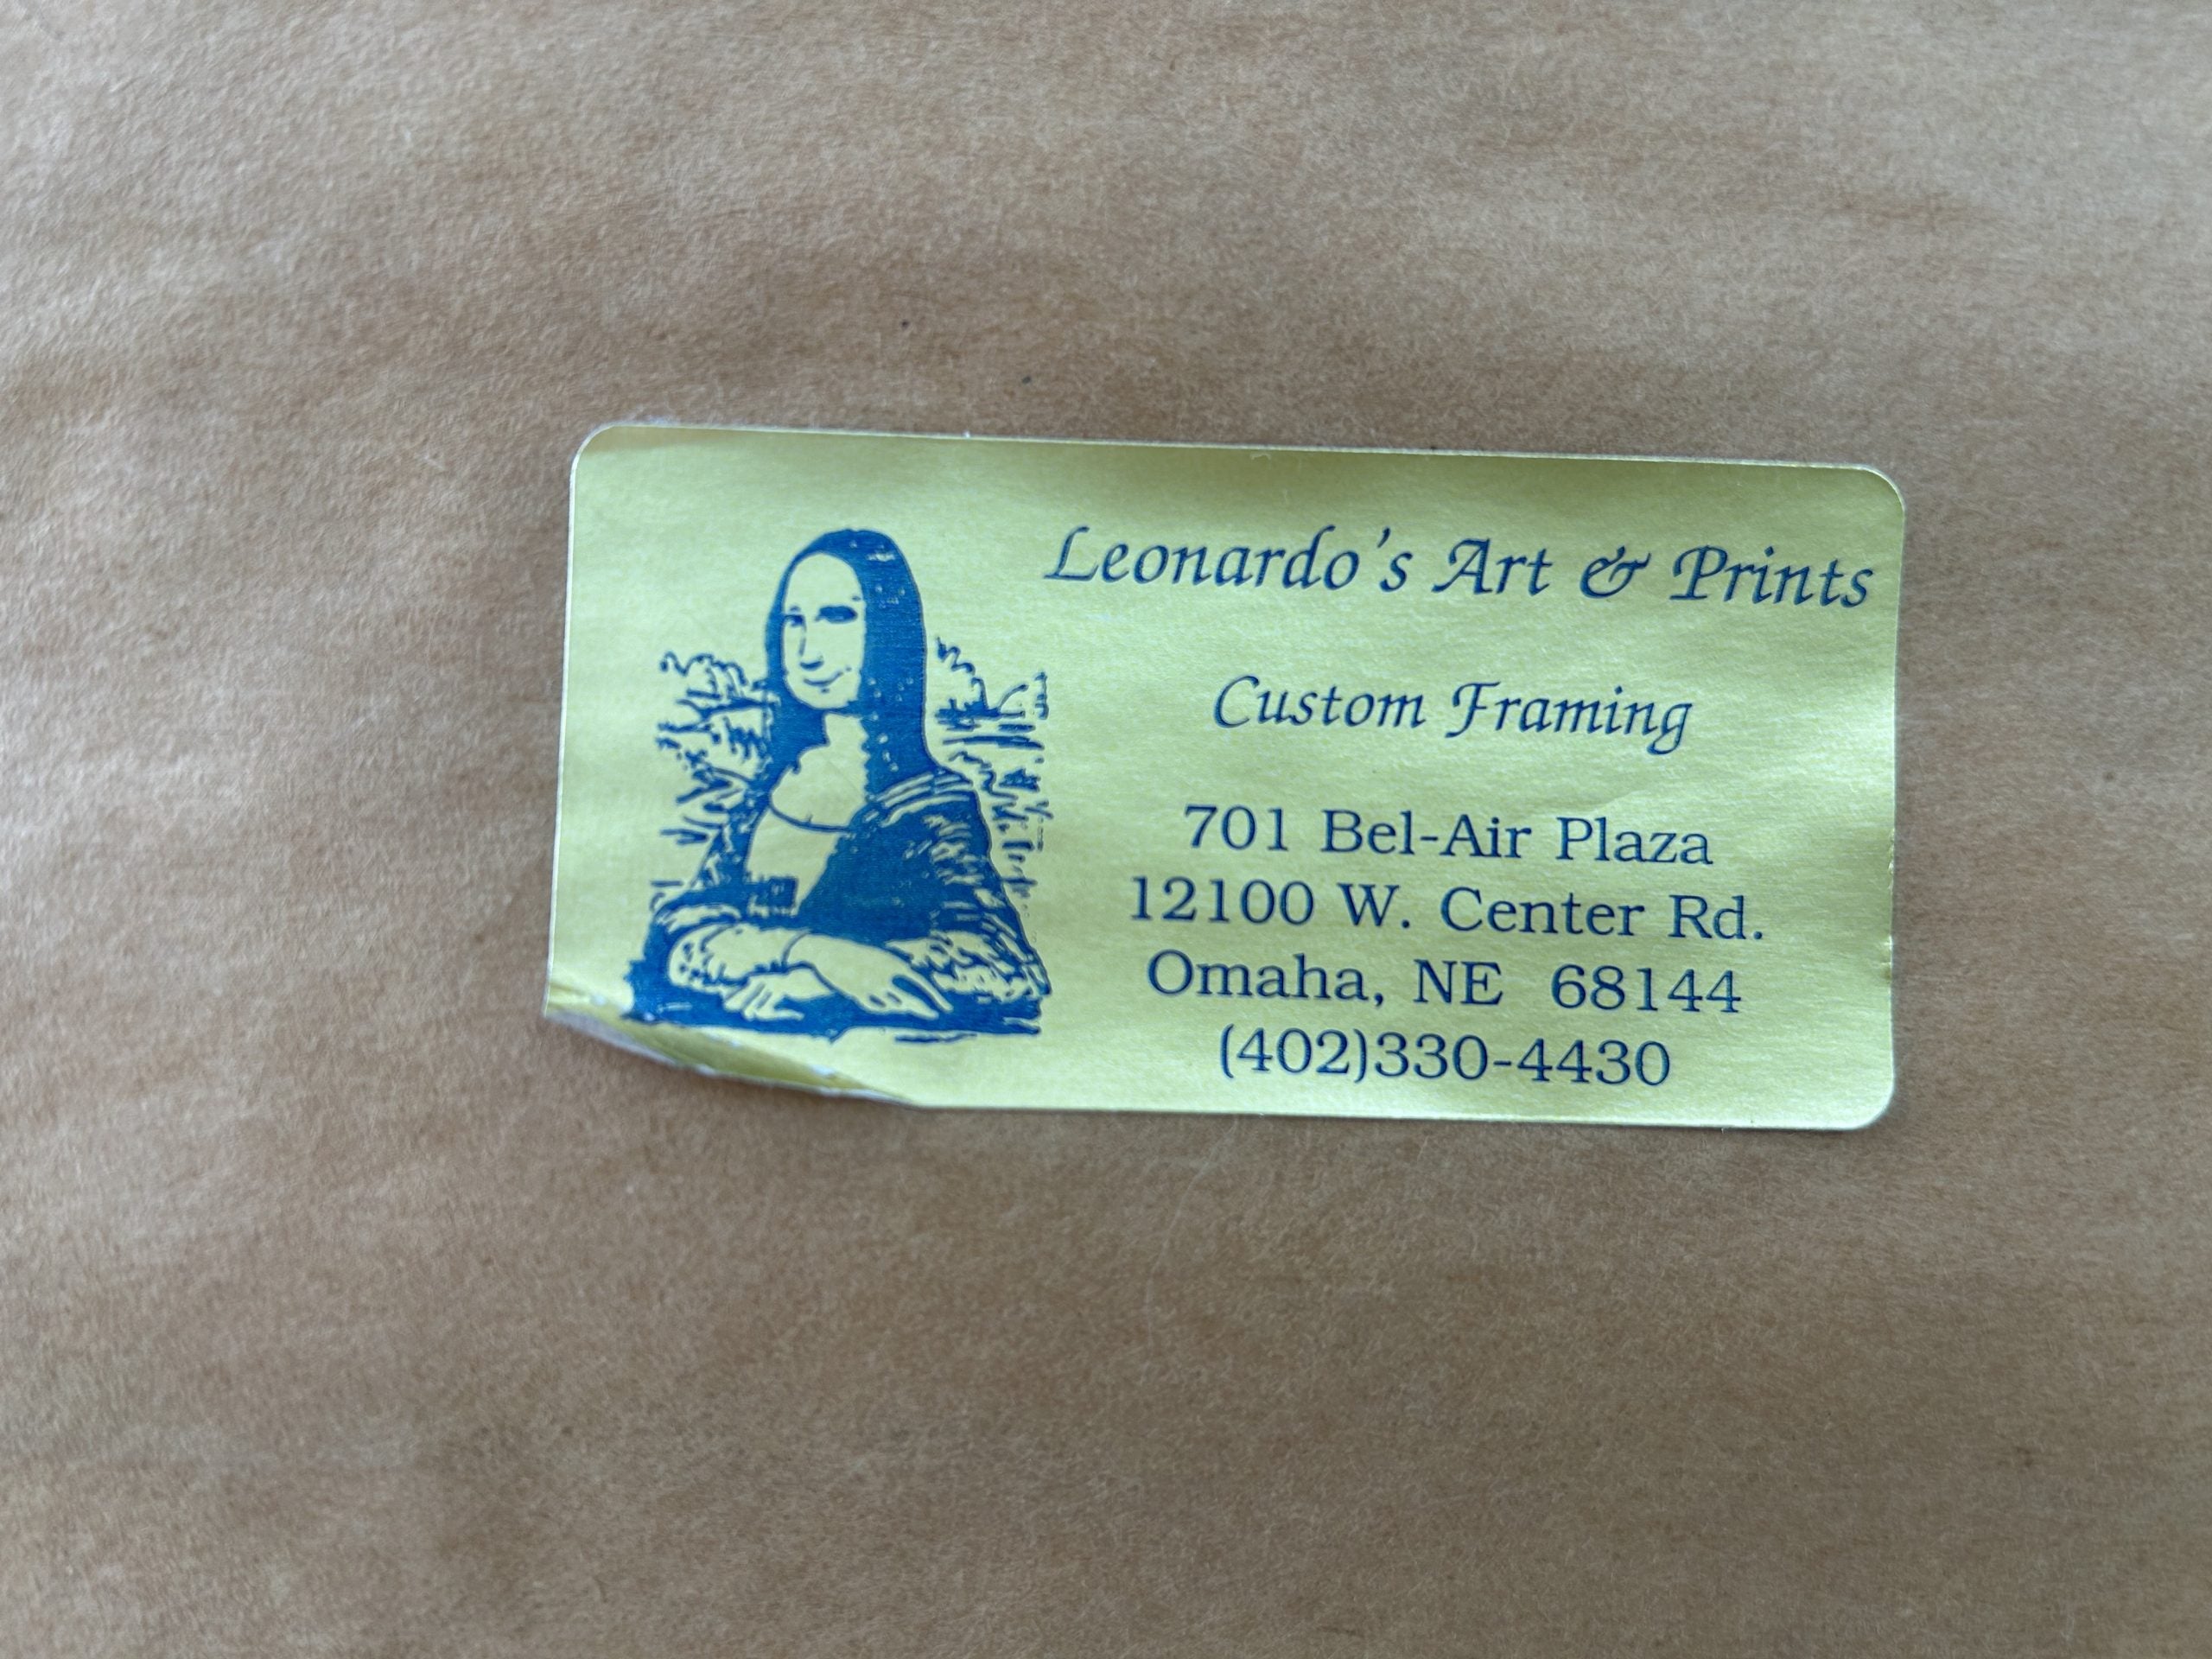 Leonardo's Art & Prints
Custom Framing
701 Bel-Air Plaza
12100 W. Center Rd.
Omaha, NE 68144
(402)330-4430